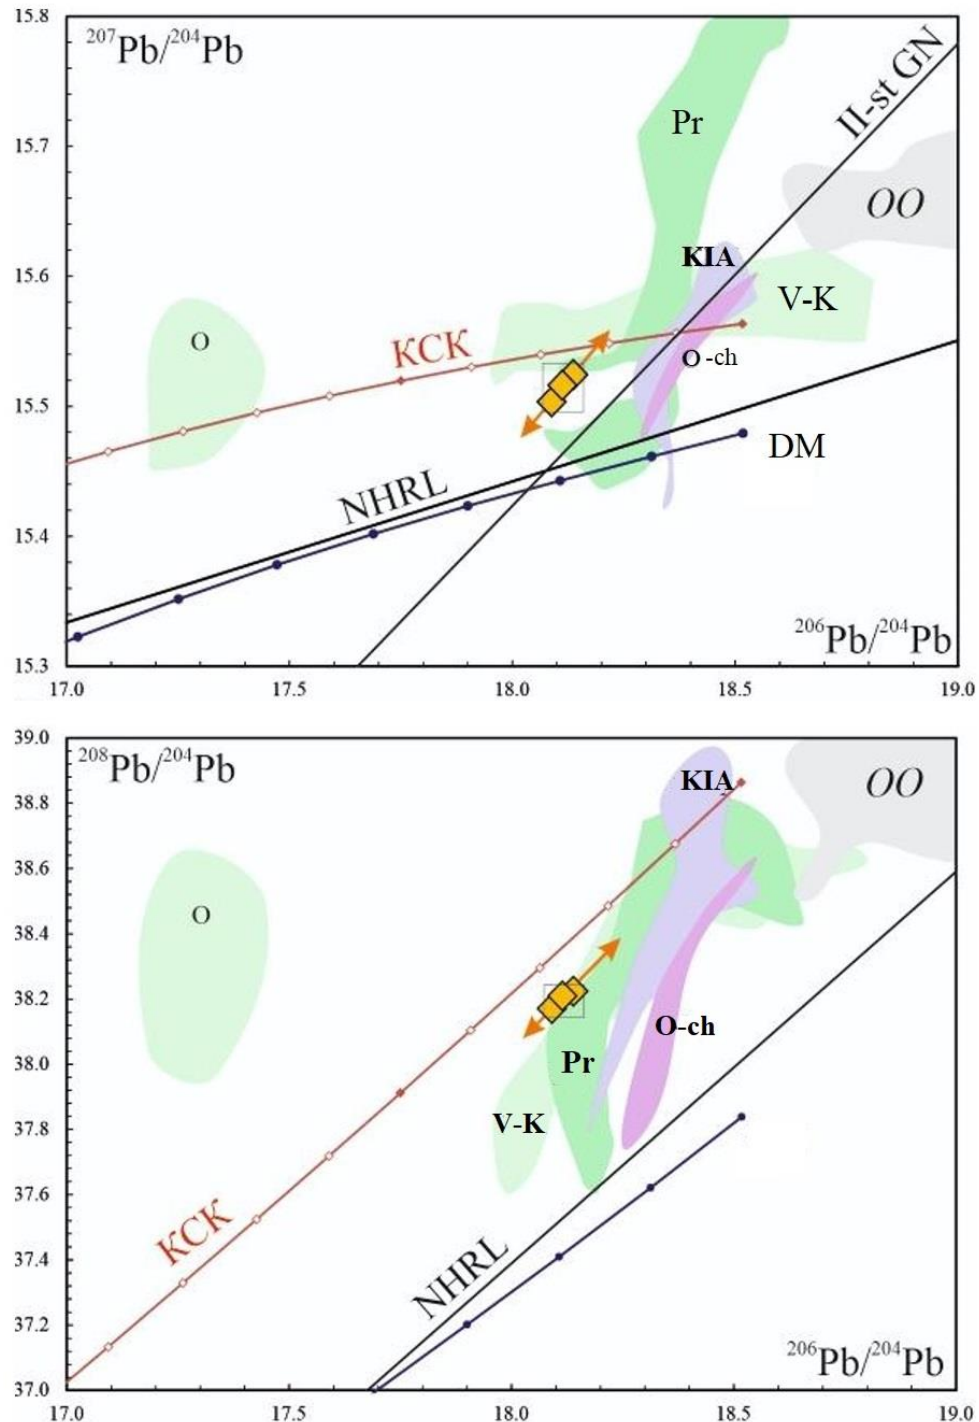 15.8
²⁰⁷Pb/²⁰⁴Pb
II-st GN
Pr
15.7
OO
KIA
15.6
V-K
O
КСК
O -ch
15.5
DM
NHRL
15.4
²⁰⁶Pb/²⁰⁴Pb
15.3
17.0 17.5 18.0 18.5 19.0
39.0
²⁰⁸Pb/²⁰⁴Pb
KIA
OO
38.8
38.6
O
38.4
38.2
O-ch
38.0
Pr
V-K
37.8
37.6
КСК
37.4
NHRL
37.2
²⁰⁶Pb/²⁰⁴Pb
37.0
17.0 17.5 18.0 18.5 19.0